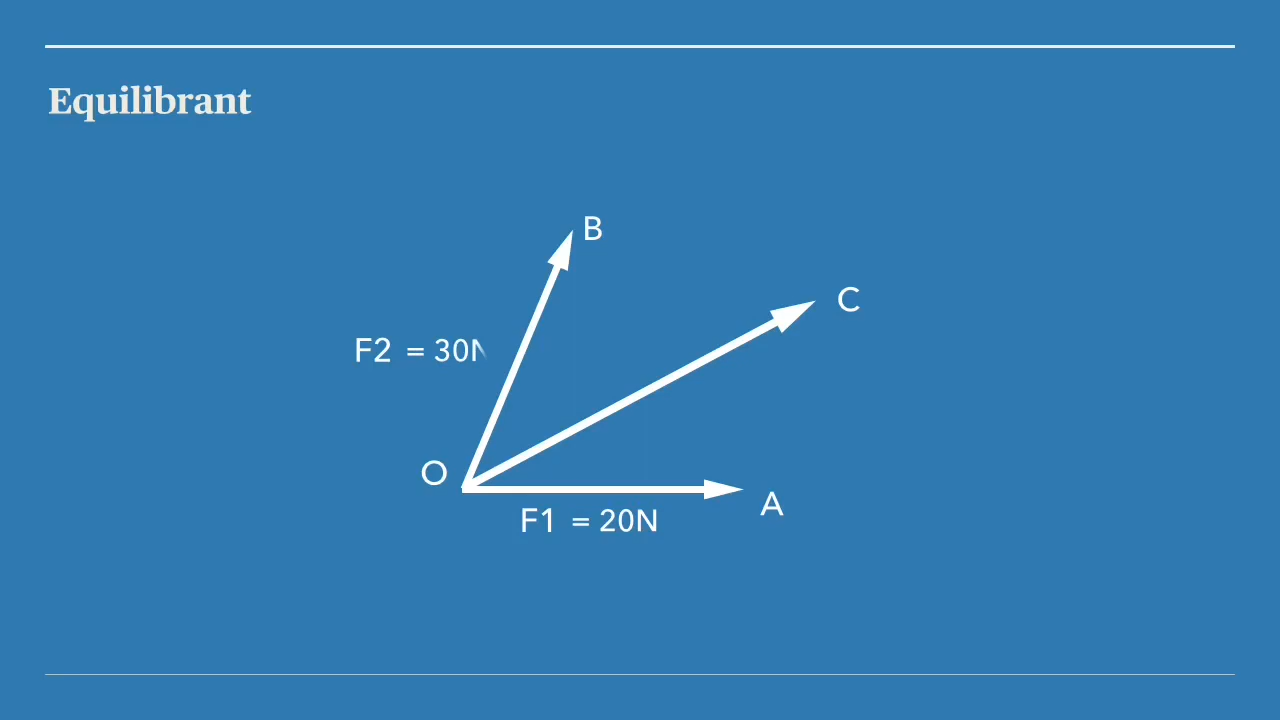 Equilibrant
B
C
F2 = 30N
O
A
F1 = 20N